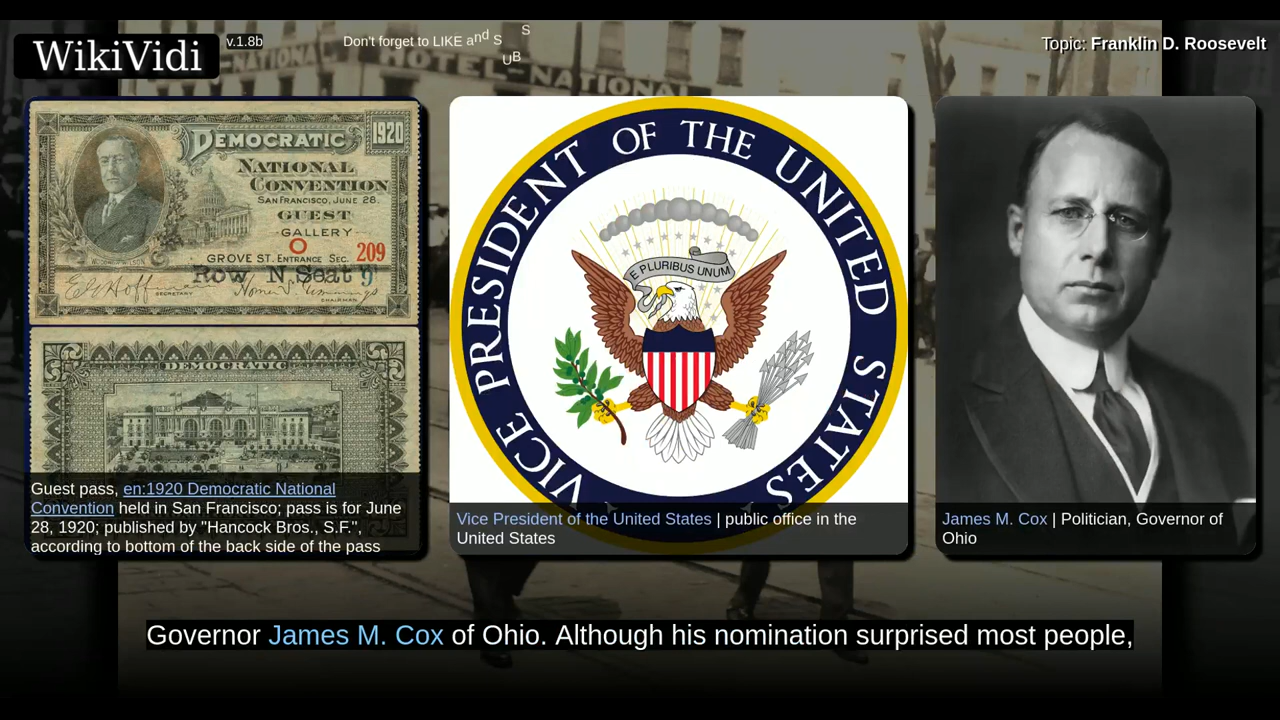 WikiVidi
v.1.8b
Don't forget to LIKE and SUBS
Topic: Franklin D. Roosevelt
HOTEL NATIONAL
DEMOCRATIC
1920
NATIONAL
CONVENTION
SAN FRANCISCO, JUNE 28.
GUEST
GALLERY
O
209
GROVE ST. ENTRANCE SEC.
Row N Seat 9
SECRETARY
CHAIRMAN
DEMOCRATIC
Guest pass, en:1920 Democratic National
Convention held in San Francisco; pass is for June
28, 1920; published by "Hancock Bros., S.F.",
according to bottom of the back side of the pass
VICE PRESIDENT OF THE UNITED STATES
E PLURIBUS UNUM
Vice President of the United States | public office in the
United States
James M. Cox | Politician, Governor of
Ohio
Governor James M. Cox of Ohio. Although his nomination surprised most people,